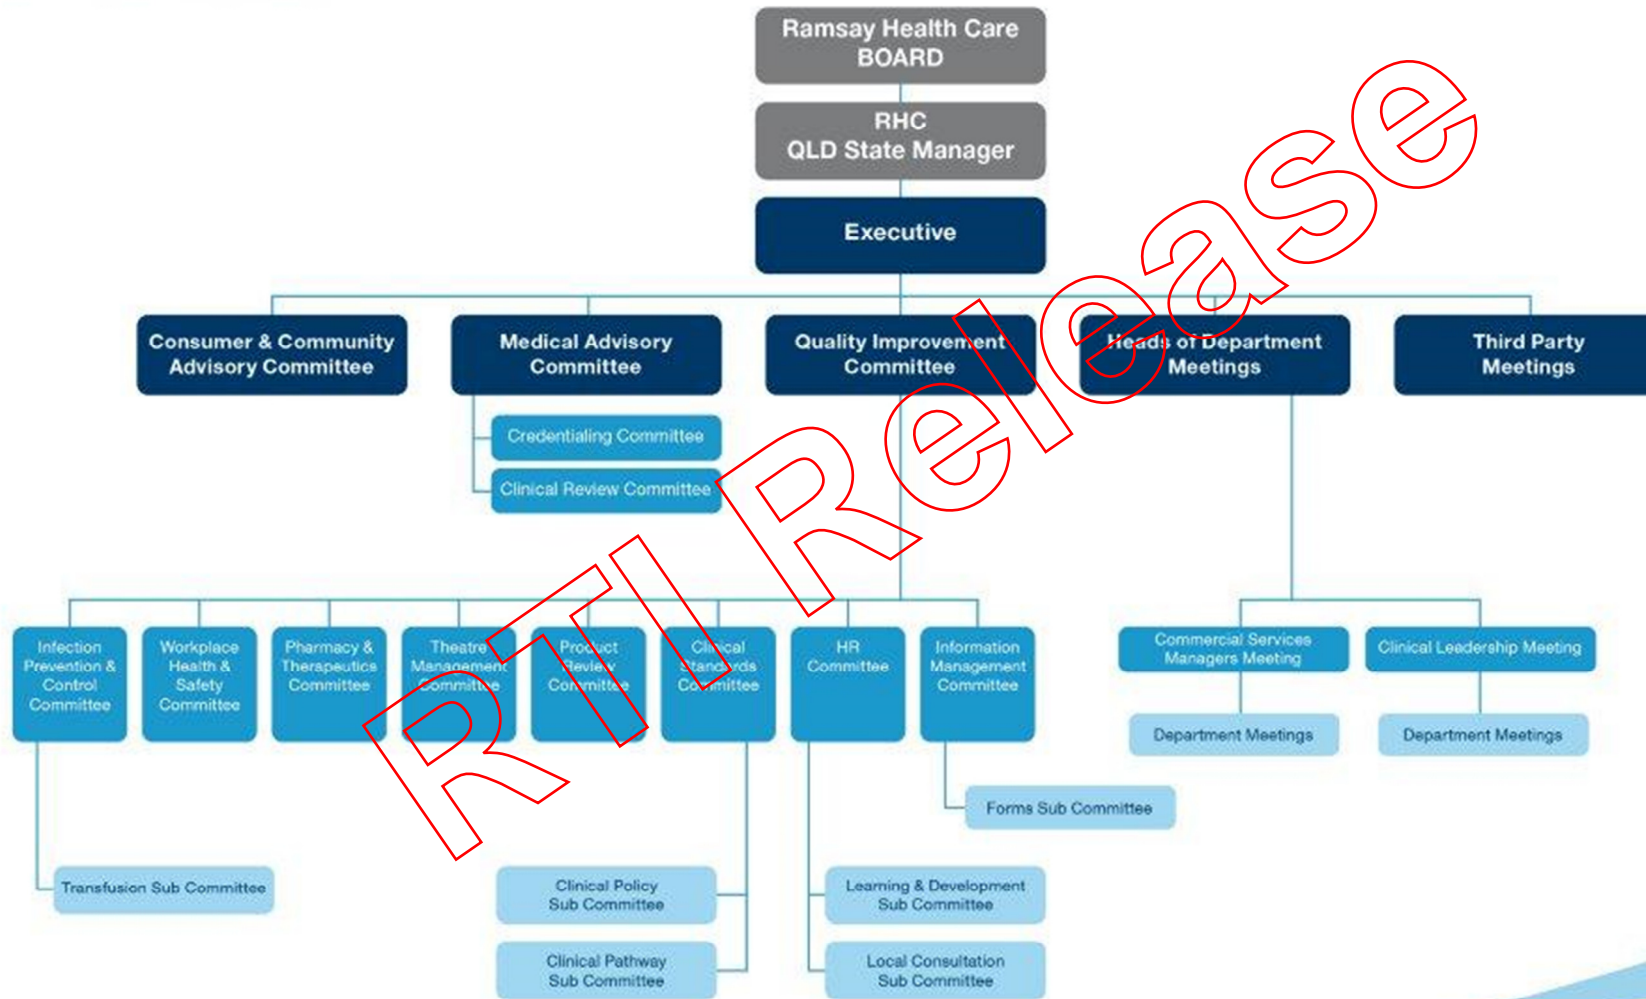 Ramsay Health Care
BOARD
RHC
QLD State Manager
Executive
Consumer & Community
Advisory Committee
Medical Advisory
Committee
Quality Improvement
Committee
Heads of Department
Meetings
Third Party
Meetings
Credentialing Committee
Clinical Review Committee
Infection
Prevention &
Control
Committee
Workplace
Health &
Safety
Committee
Pharmacy &
Therapeutics
Committee
Theatre
Management
Committee
Product
Review
Committee
Clinical
Standards
Committee
HR
Committee
Information
Management
Committee
Commercial Services
Managers Meeting
Clinical Leadership Meeting
Department Meetings
Department Meetings
Forms Sub Committee
Transfusion Sub Committee
Clinical Policy
Sub Committee
Learning & Development
Sub Committee
Clinical Pathway
Sub Committee
Local Consultation
Sub Committee
RTI Release